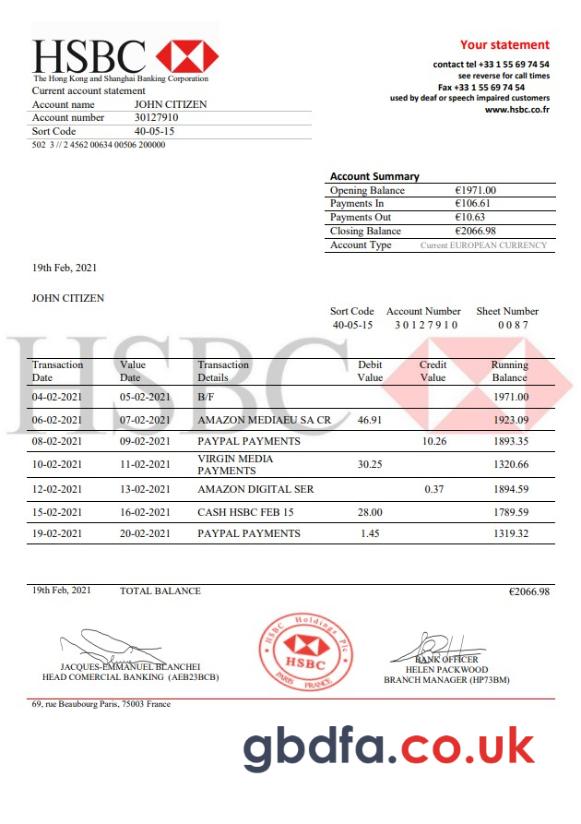 HSBC
Your statement
The Hong Kong and Shanghai Banking Corporation
contact tel +33 1 55 69 74 54
see reverse for call times
Fax +33 1 55 69 74 54
used by deaf or speech impaired customers
www.hsbc.co.fr
Current account statement
Account name JOHN CITIZEN
Account number 30127910
Sort Code 40-05-15
502 3 // 2 4562 00634 00506 200000
Account Summary
Opening Balance €1971.00
Payments In €106.61
Payments Out €10.63
Closing Balance €2066.98
Account Type Current EUROPEAN CURRENCY
19th Feb, 2021
JOHN CITIZEN
Sort Code Account Number Sheet Number
40-05-15 3 0 1 2 7 9 1 0 0 0 8 7
HSBC
Transaction Date Value Date Transaction Details Debit Value Credit Value Running Balance
04-02-2021 05-02-2021 B/F 1971.00
06-02-2021 07-02-2021 AMAZON MEDIAEU SA CR 46.91 1923.09
08-02-2021 09-02-2021 PAYPAL PAYMENTS 10.26 1893.35
10-02-2021 11-02-2021 VIRGIN MEDIA PAYMENTS 30.25 1320.66
12-02-2021 13-02-2021 AMAZON DIGITAL SER 0.37 1894.59
15-02-2021 16-02-2021 CASH HSBC FEB 15 28.00 1789.59
19-02-2021 20-02-2021 PAYPAL PAYMENTS 1.45 1319.32
19th Feb, 2021 TOTAL BALANCE €2066.98
JACQUES-EMMANUEL BLANCHEI
HEAD COMERCIAL BANKING (AEB23BCB)
HSBC Holdings Plc
HSBC
PARIS FRANCE
BANK OFFICER
HELEN PACKWOOD
BRANCH MANAGER (HP73BM)
69, rue Beaubourg Paris, 75003 France
gbdfa.co.uk